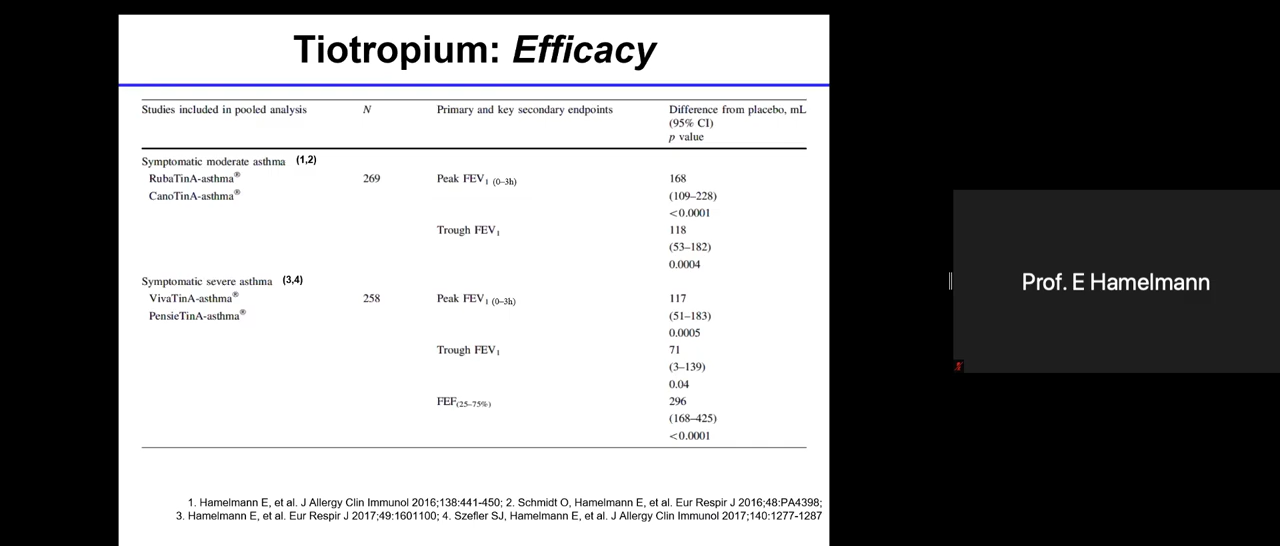 Tiotropium: Efficacy
Studies included in pooled analysis N Primary and key secondary endpoints Difference from placebo, mL
(95% CI)
p value
Symptomatic moderate asthma (1,2)
RubaTinA-asthma® 269 Peak FEV1 (0–3h) 168
CanoTinA-asthma® (109–228)
<0.0001
Trough FEV1 118
(53–182)
0.0004
Symptomatic severe asthma (3,4)
VivaTinA-asthma® 258 Peak FEV1 (0–3h) 117
PensieTinA-asthma® (51–183)
0.0005
Trough FEV1 71
(3–139)
0.04
FEF(25–75%) 296
(168–425)
<0.0001
1. Hamelmann E, et al. J Allergy Clin Immunol 2016;138:441-450; 2. Schmidt O, Hamelmann E, et al. Eur Respir J 2016;48:PA4398;
3. Hamelmann E, et al. Eur Respir J 2017;49:1601100; 4. Szefler SJ, Hamelmann E, et al. J Allergy Clin Immunol 2017;140:1277-1287
Prof. E Hamelmann